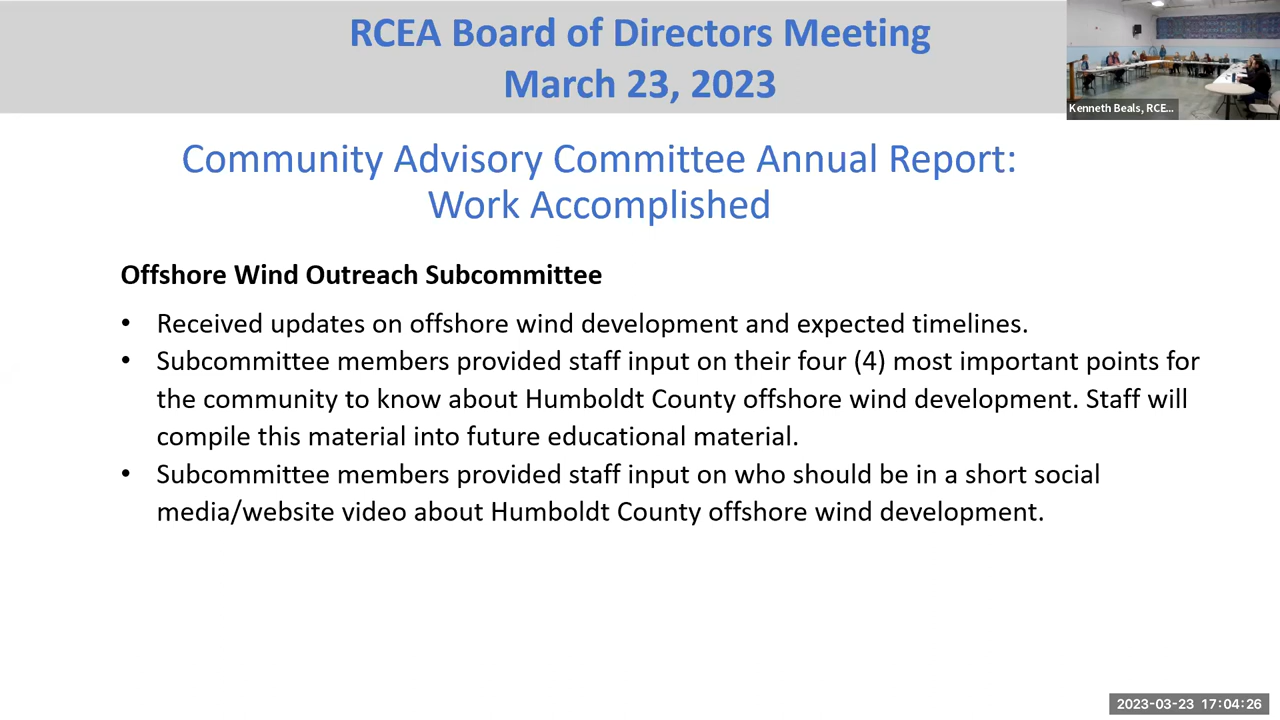 RCEA Board of Directors Meeting
March 23, 2023
Kenneth Beals, RCE...
Community Advisory Committee Annual Report:
Work Accomplished
Offshore Wind Outreach Subcommittee
• Received updates on offshore wind development and expected timelines.
• Subcommittee members provided staff input on their four (4) most important points for
the community to know about Humboldt County offshore wind development. Staff will
compile this material into future educational material.
• Subcommittee members provided staff input on who should be in a short social
media/website video about Humboldt County offshore wind development.
2023-03-23 17:04:26